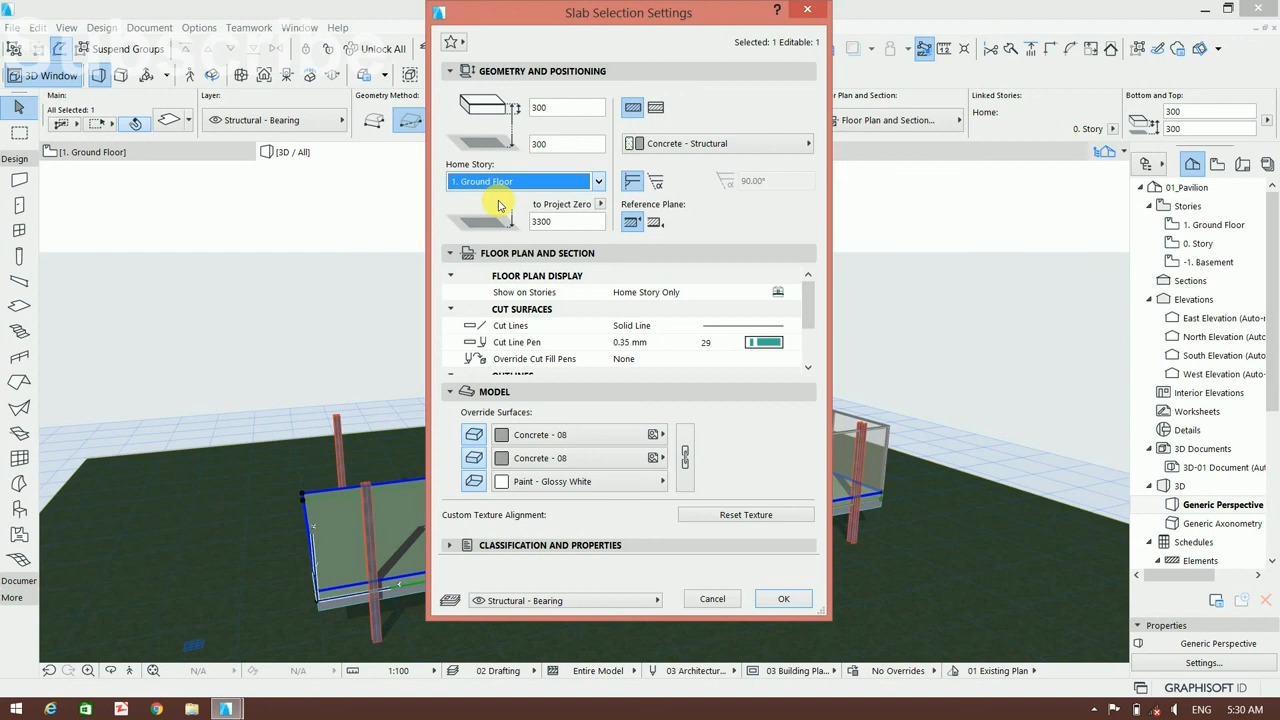 Slab Selection Settings
?
File Edit View Design Document Options Teamwork Window Help
Suspend Groups
Unlock All
3D Window
Main:
All Selected: 1
Layer:
Structural - Bearing
Geometry Method:
[1. Ground Floor]
[3D / All]
Design
Selected: 1 Editable: 1
GEOMETRY AND POSITIONING
300
300
Concrete - Structural
Home Story:
1. Ground Floor
90.00°
to Project Zero
Reference Plane:
3300
FLOOR PLAN AND SECTION
FLOOR PLAN DISPLAY
Show on Stories Home Story Only
CUT SURFACES
Cut Lines Solid Line
Cut Line Pen 0.35 mm 29
Override Cut Fill Pens None
OUTLINES
MODEL
Override Surfaces:
Concrete - 08
Concrete - 08
Paint - Glossy White
Custom Texture Alignment:
Reset Texture
CLASSIFICATION AND PROPERTIES
Structural - Bearing
Cancel
OK
Plan and Section:
Floor Plan and Section...
Linked Stories:
Home:
0. Story
Bottom and Top:
300
300
01_Pavilion
Stories
1. Ground Floor
0. Story
-1. Basement
Sections
Elevations
East Elevation (Auto-
North Elevation (Auto
South Elevation (Auto
West Elevation (Auto-
Interior Elevations
Worksheets
Details
3D Documents
3D-01 Document (Aut
3D
Generic Perspective
Generic Axonometry
Schedules
Elements
Properties
Generic Perspective
Settings...
Documer
More
N/A
N/A
1:100
02 Drafting
Entire Model
03 Architectur...
03 Building Pla...
No Overrides
01 Existing Plan
GRAPHISOFT ID
ENG
5:30 AM